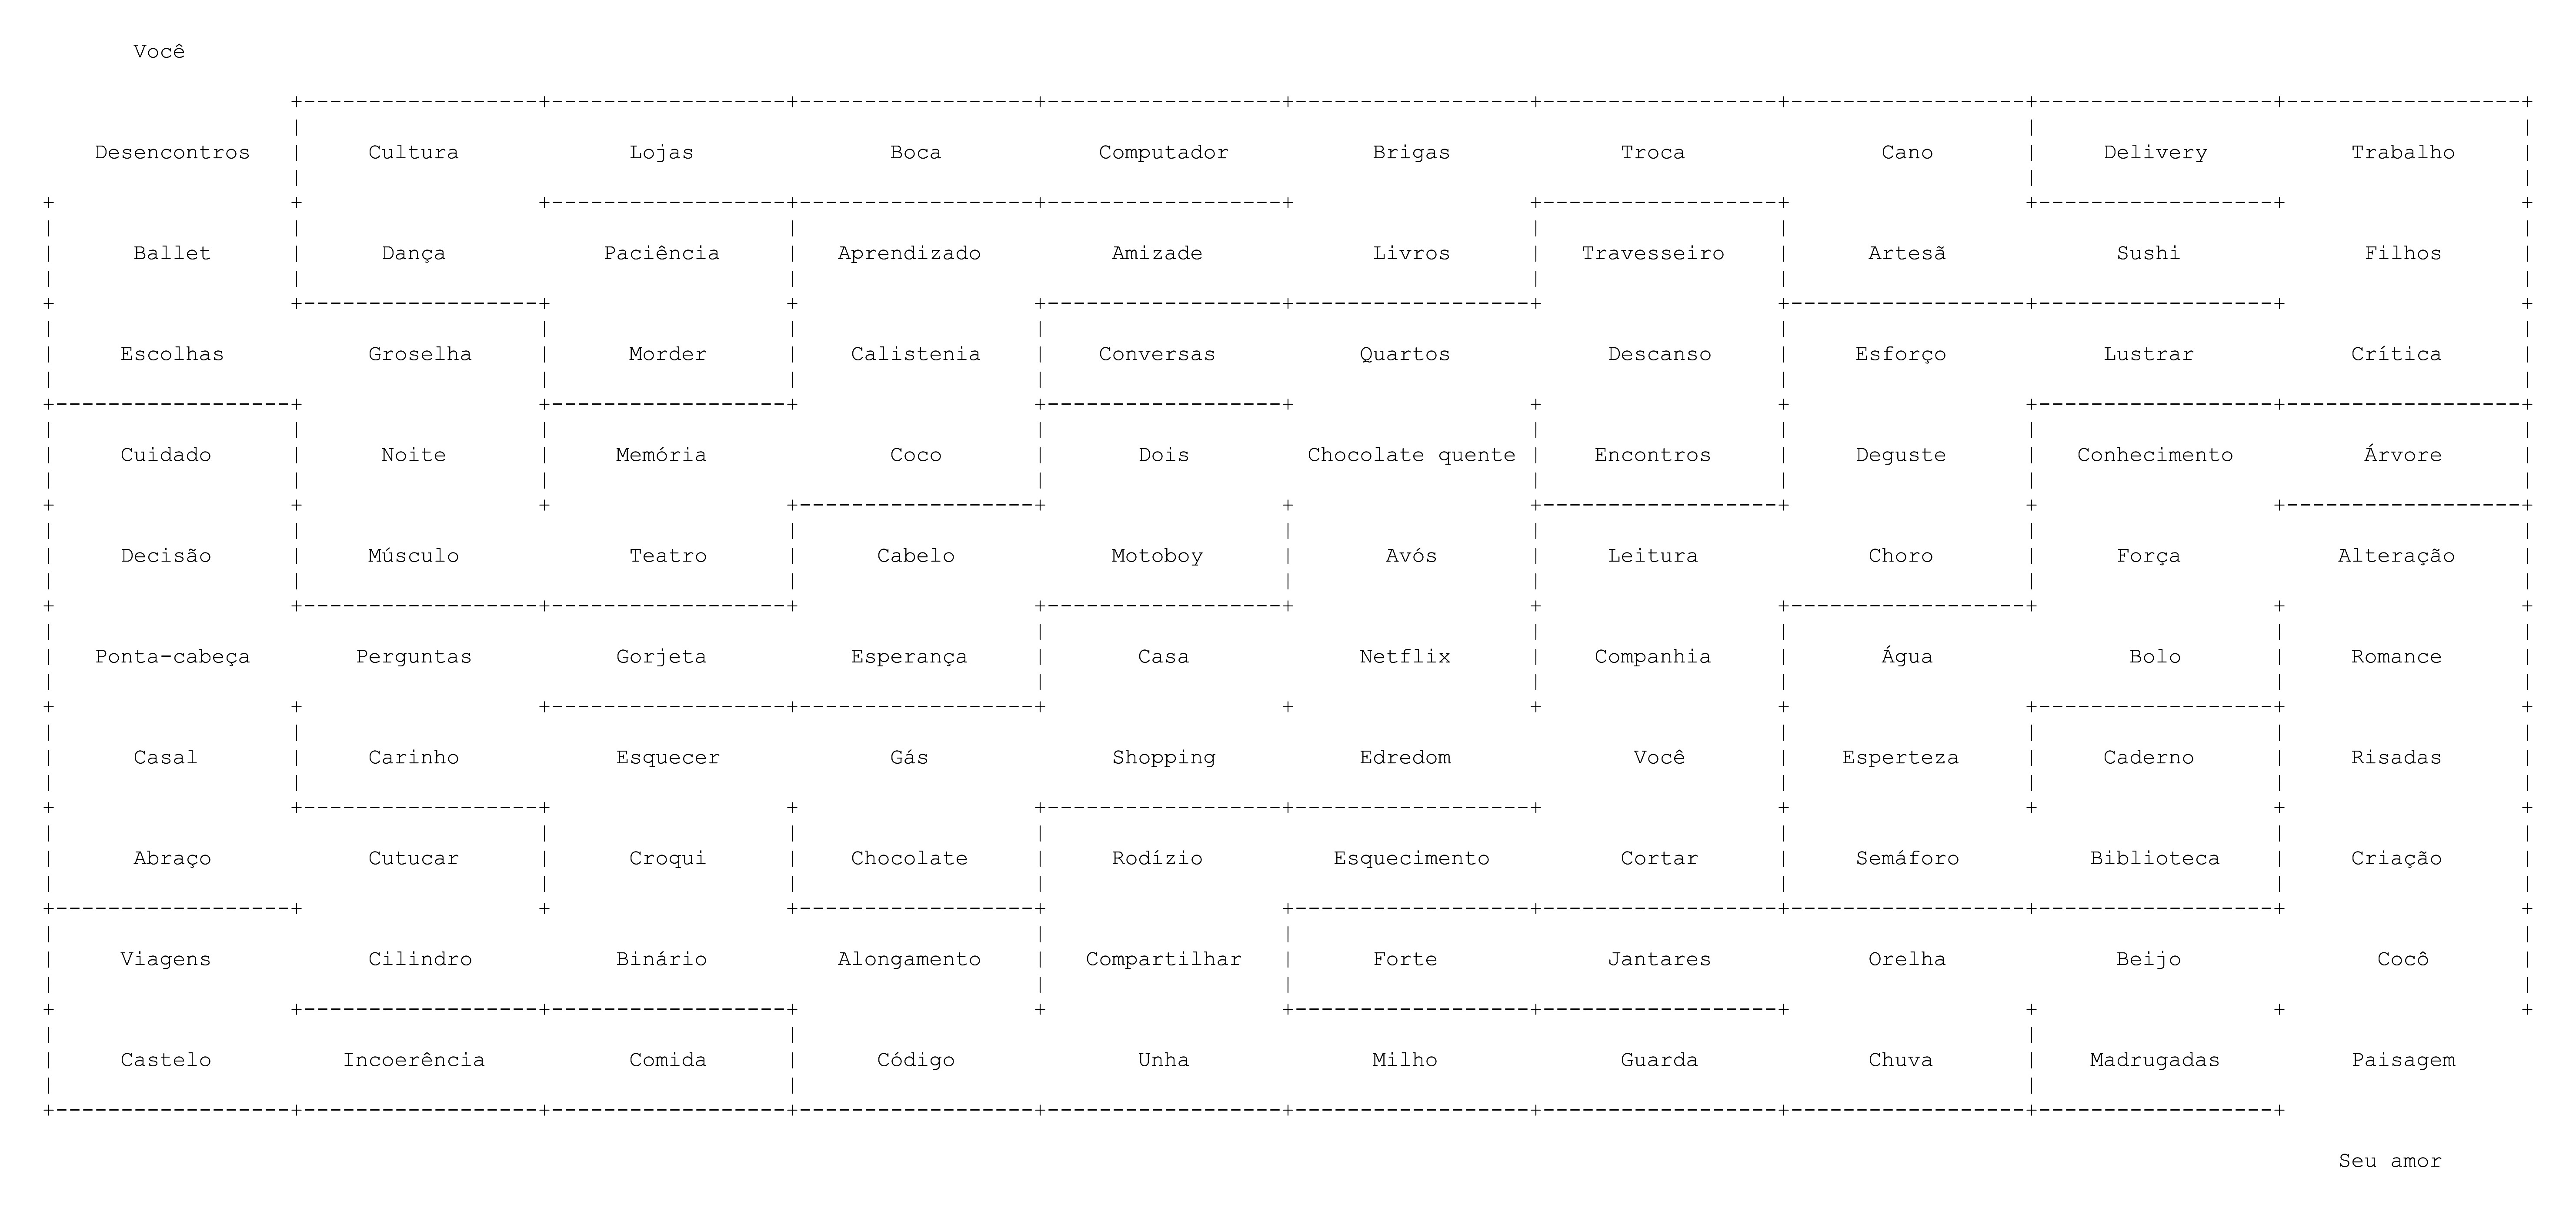 Você
Desencontros Cultura Lojas Boca Computador Brigas Troca Cano Delivery Trabalho
Ballet Dança Paciência Aprendizado Amizade Livros Travesseiro Artesã Sushi Filhos
Escolhas Groselha Morder Calistenia Conversas Quartos Descanso Esforço Lustrar Crítica
Cuidado Noite Memória Coco Dois Chocolate quente Encontros Deguste Conhecimento Árvore
Decisão Músculo Teatro Cabelo Motoboy Avós Leitura Choro Força Alteração
Ponta-cabeça Perguntas Gorjeta Esperança Casa Netflix Companhia Água Bolo Romance
Casal Carinho Esquecer Gás Shopping Edredom Você Esperteza Caderno Risadas
Abraço Cutucar Croqui Chocolate Rodízio Esquecimento Cortar Semáforo Biblioteca Criação
Viagens Cilindro Binário Alongamento Compartilhar Forte Jantares Orelha Beijo Cocô
Castelo Incoerência Comida Código Unha Milho Guarda Chuva Madrugadas Paisagem
Seu amor